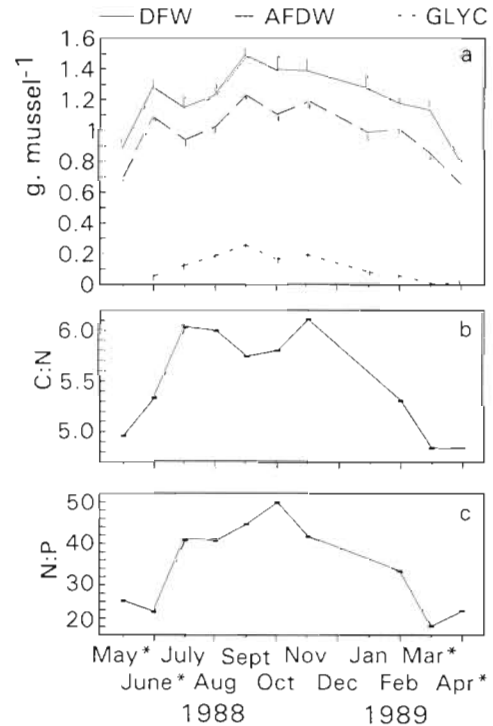 DFW AFDW GLYC
a
1.6
1.4
1.2
1
0.8
0.6
0.4
0.2
0
g. mussel-1
b
6.0
5.5
5.0
C:N
c
50
40
30
20
N:P
May* July Sept Nov Jan Mar*
June* Aug Oct Dec Feb Apr*
1988 1989